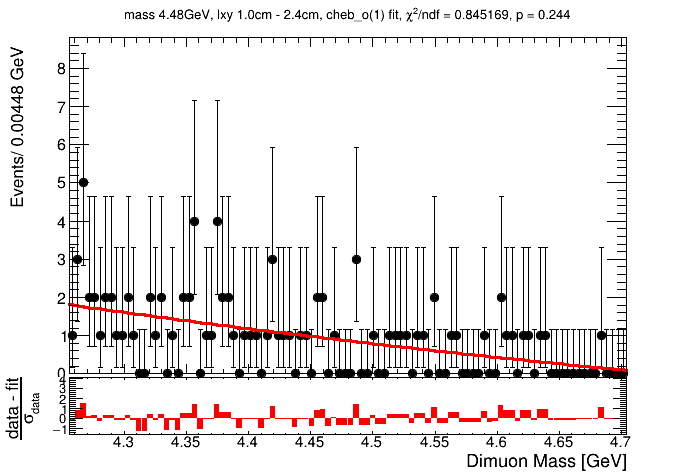 mass 4.48GeV, lxy 1.0cm - 2.4cm, cheb_o(1) fit, χ²/ndf = 0.845169, p = 0.244
Events/ 0.00448 GeV
8
7
6
5
4
3
2
1
0
data - fit
σdata
4
3
2
1
0
−1
4.3 4.35 4.4 4.45 4.5 4.55 4.6 4.65 4.7
Dimuon Mass [GeV]